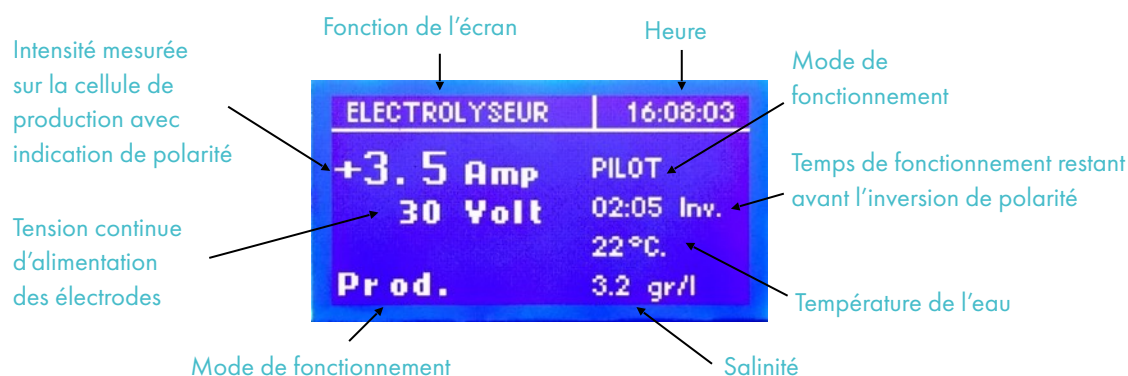 Fonction de l'écran
Heure
Intensité mesurée
sur la cellule de
production avec
indication de polarité
Mode de
fonctionnement
ELECTROLYSEUR 16:08:03
+3.5 Amp PILOT
30 Volt 02:05 Inv.
22°C.
Prod. 3.2 gr/l
Temps de fonctionnement restant
avant l'inversion de polarité
Tension continue
d'alimentation
des électrodes
Température de l'eau
Mode de fonctionnement
Salinité